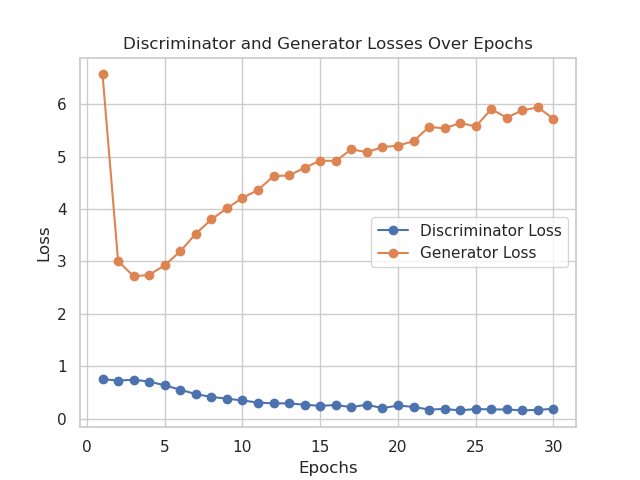 Discriminator and Generator Losses Over Epochs
6
5
4
3
2
1
0
Loss
Discriminator Loss
Generator Loss
0 5 10 15 20 25 30
Epochs